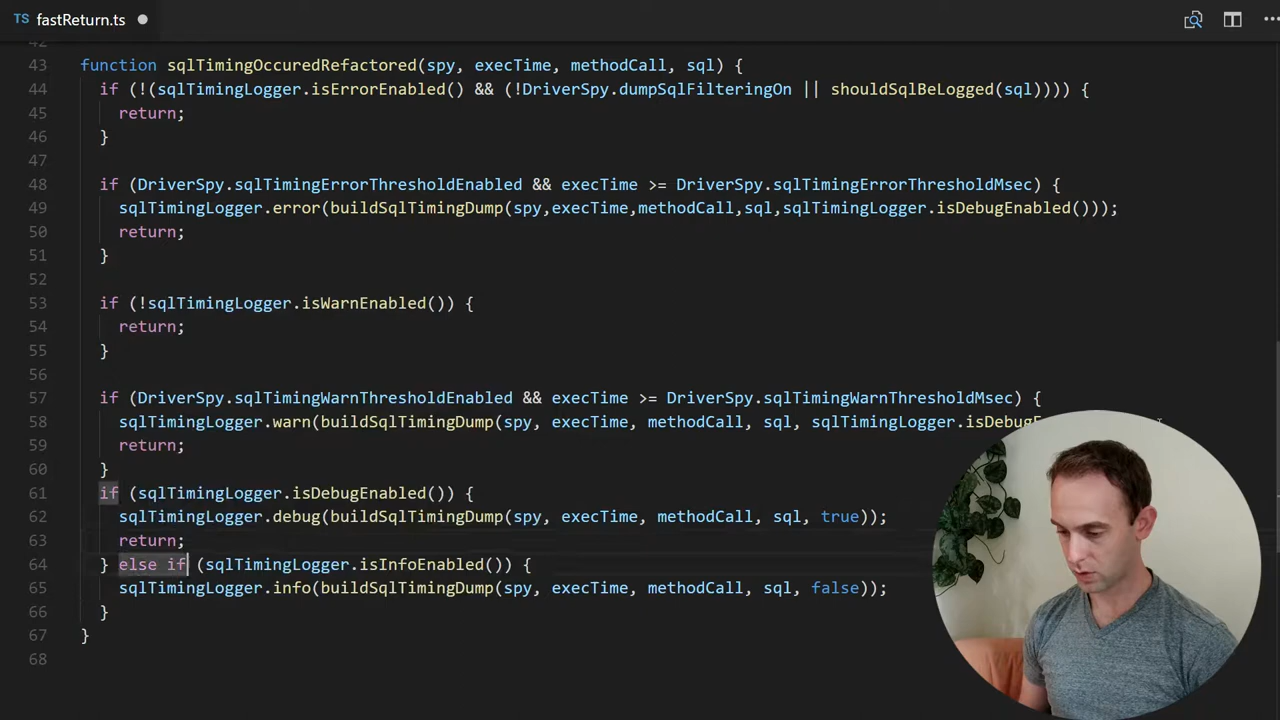 TS fastReturn.ts
42
43 function sqlTimingOccuredRefactored(spy, execTime, methodCall, sql) {
44 if (!(sqlTimingLogger.isErrorEnabled() && (!DriverSpy.dumpSqlFilteringOn || shouldSqlBeLogged(sql)))) {
45 return;
46 }
47
48 if (DriverSpy.sqlTimingErrorThresholdEnabled && execTime >= DriverSpy.sqlTimingErrorThresholdMsec) {
49 sqlTimingLogger.error(buildSqlTimingDump(spy,execTime,methodCall,sql,sqlTimingLogger.isDebugEnabled()));
50 return;
51 }
52
53 if (!sqlTimingLogger.isWarnEnabled()) {
54 return;
55 }
56
57 if (DriverSpy.sqlTimingWarnThresholdEnabled && execTime >= DriverSpy.sqlTimingWarnThresholdMsec) {
58 sqlTimingLogger.warn(buildSqlTimingDump(spy, execTime, methodCall, sql, sqlTimingLogger.
59 return;
60 }
61 if (sqlTimingLogger.isDebugEnabled()) {
62 sqlTimingLogger.debug(buildSqlTimingDump(spy, execTime, methodCall, sql, true));
63 return;
64 } else if (sqlTimingLogger.isInfoEnabled()) {
65 sqlTimingLogger.info(buildSqlTimingDump(spy, execTime, methodCall, sql, false));
66 }
67 }
68